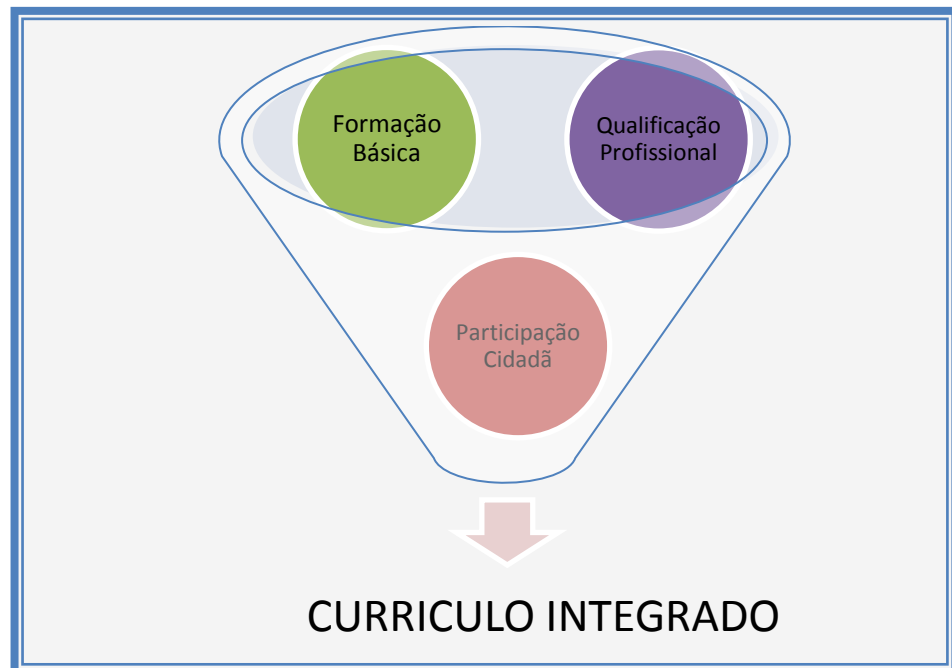 Formação
Básica
Qualificação
Profissional
Participação
Cidadã
CURRICULO INTEGRADO